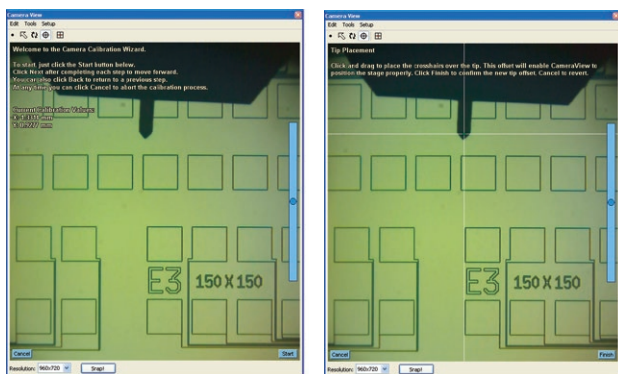 Camera View
Edit Tools Setup
Welcome to the Camera Calibration Wizard.
To start just click the Start button below.
Click Next after completing each step to move forward.
You can also click Back to return to a previous step.
At any time you can click Cancel to abort the calibration process.
Current Calibration Values:
E3
150 X 150
Cancel
Start
Resolution: 960x720
Snap!
Camera View
Edit Tools Setup
Tip Placement
Click and drag to place the crosshairs over the tip. This offset will enable CameraView to
position the stage properly. Click Finish to confirm the new tip offset. Cancel to revert.
E3
150 X 150
Cancel
Finish
Resolution: 960x720
Snap!